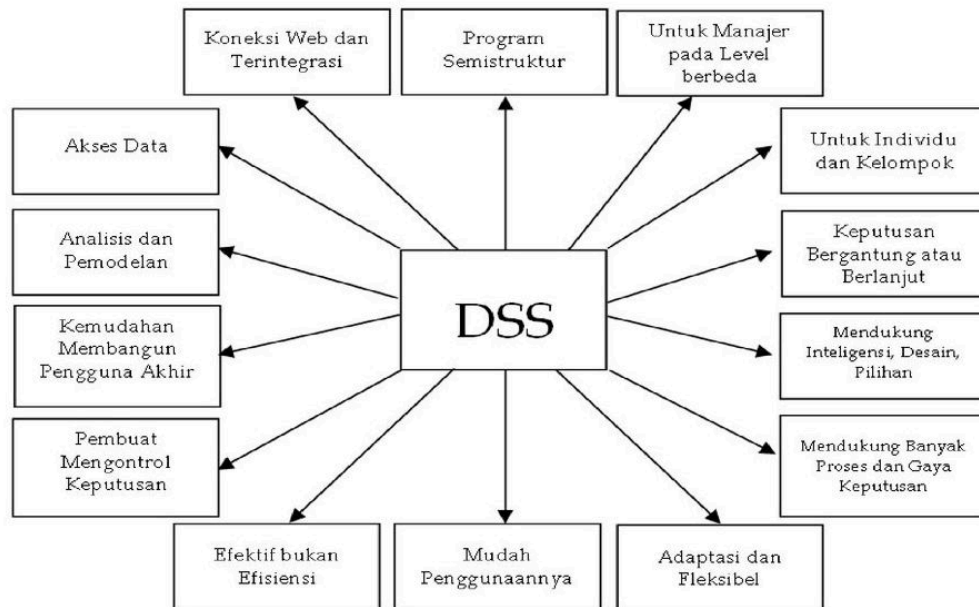 Koneksi Web dan
Terintegrasi
Program
Semistruktur
Untuk Manajer
pada Level
berbeda
Akses Data
Untuk Individu
dan Kelompok
Analisis dan
Pemodelan
Keputusan
Bergantung atau
Berlanjut
DSS
Kemudahan
Membangun
Pengguna Akhir
Mendukung
Inteligensi, Desain,
Pilihan
Pembuat
Mengontrol
Keputusan
Mendukung Banyak
Proses dan Gaya
Keputusan
Efektif bukan
Efisiensi
Mudah
Penggunaannya
Adaptasi dan
Fleksibel